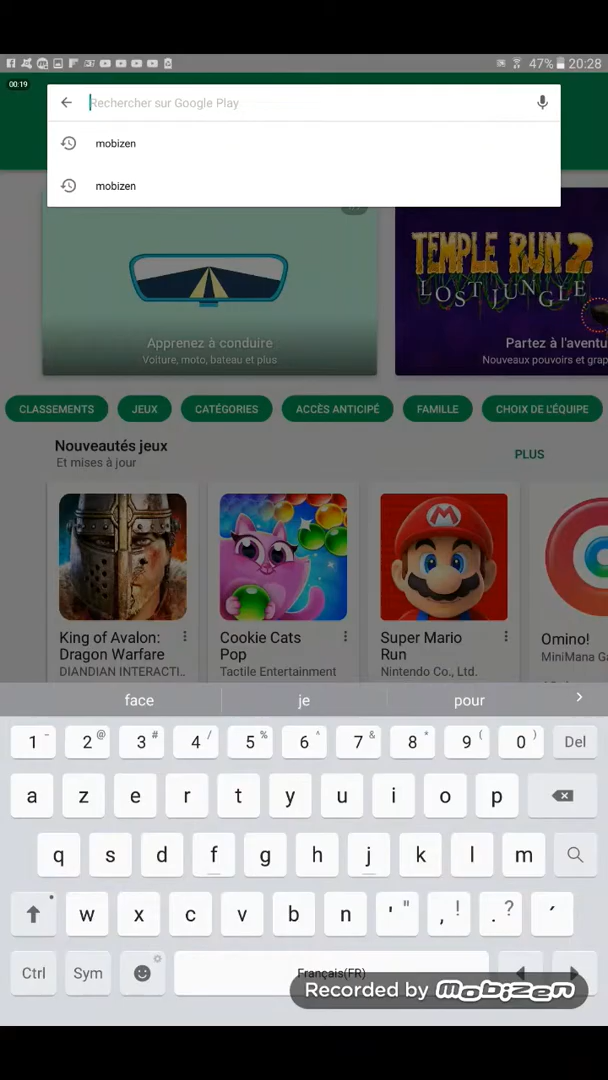 47% 20:28
00:19
Rechercher sur Google Play
mobizen
mobizen
TEMPLE RUN 2
LOST JUNGLE
Apprenez à conduire
Voiture, moto, bateau et plus
Partez à l'aventu
Nouveaux pouvoirs et grap
CLASSEMENTS JEUX CATÉGORIES ACCÈS ANTICIPÉ FAMILLE CHOIX DE L'ÉQUIPE
Nouveautés jeux
Et mises à jour
PLUS
King of Avalon:
Dragon Warfare
DIANDIAN INTERACTI...
Cookie Cats
Pop
Tactile Entertainment
Super Mario
Run
Nintendo Co., Ltd.
Omino!
MiniMana Ga
face je pour
1 - 2 @ 3 # 4 / 5 % 6 ^ 7 & 8 * 9 ( 0 ) Del
a z e r t y u i o p
q s d f g h j k l m
w x c v b n ' " , ! . ? ´
Ctrl Sym Français(FR)
Recorded by mobizen